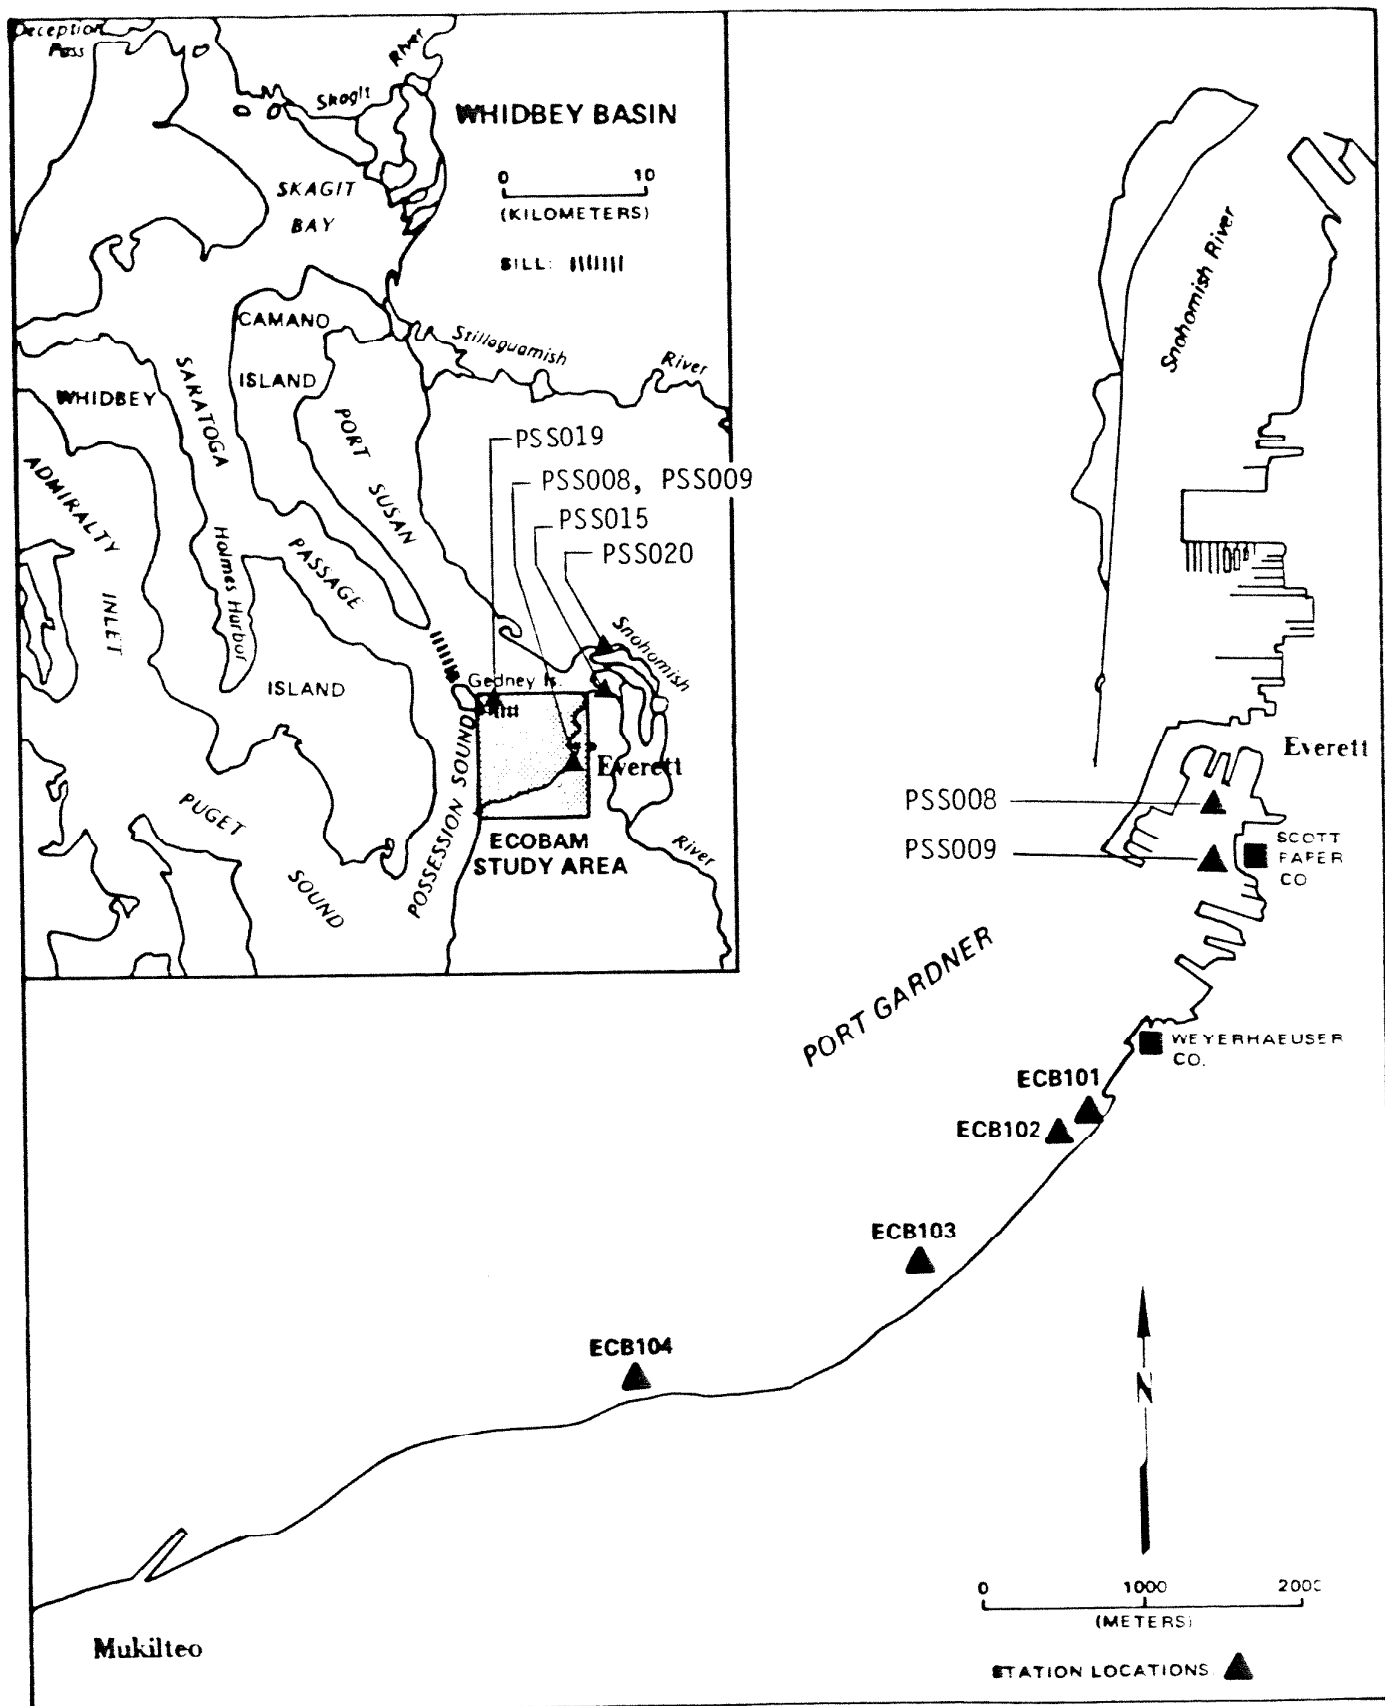 Deception
Pass
Skagit
River
WHIDBEY BASIN
0 10
(KILOMETERS)
SILL:
SKAGIT
BAY
CAMANO
ISLAND
Stillaguamish
River
WHIDBEY
SARATOGA
PASSAGE
PORT
SUSAN
ADMIRALTY
INLET
Holmes Harbor
ISLAND
PSS019
PSS008, PSS009
PSS015
PSS020
Snohomish
Gedney Is.
Everett
POSSESSION SOUND
ECOBAM
STUDY AREA
PUGET
SOUND
River
Snohomish River
Everett
PSS008
PSS009
SCOTT
PAPER
CO
PORT GARDNER
WEYERHAEUSER
CO.
ECB101
ECB102
ECB103
ECB104
N
0 1000 2000
(METERS)
STATION LOCATIONS
Mukilteo